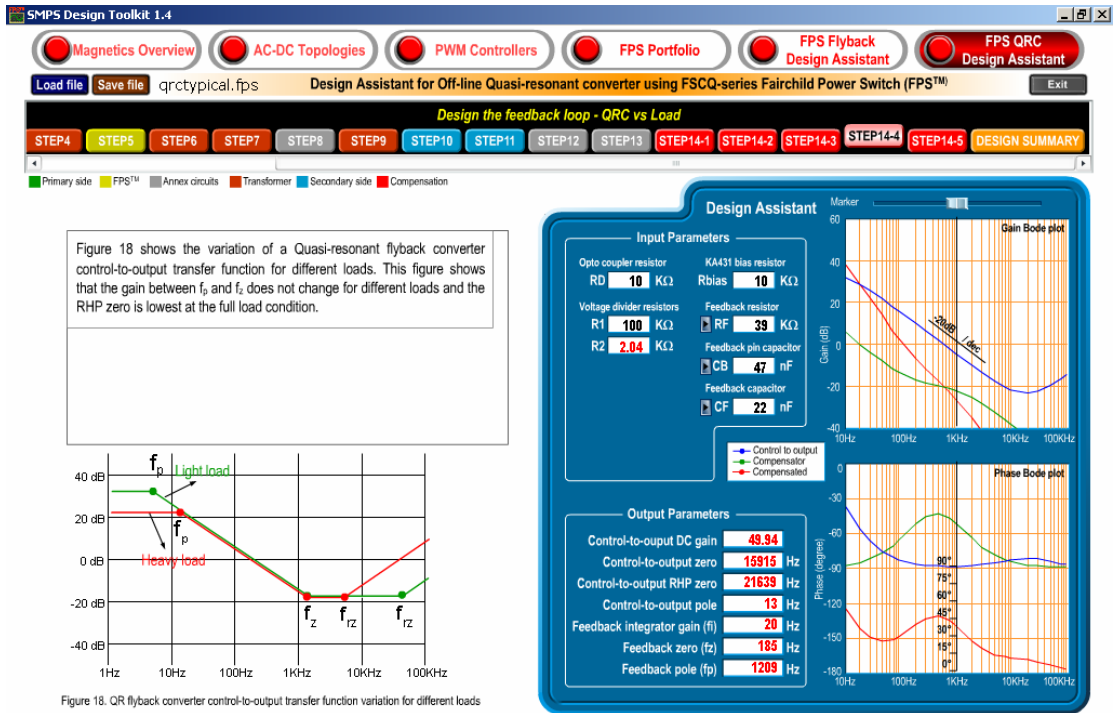 SMPS Design Toolkit 1.4
Magnetics Overview
AC-DC Topologies
PWM Controllers
FPS Portfolio
FPS Flyback
Design Assistant
FPS QRC
Design Assistant
Load file
Save file
qrctypical.fps
Design Assistant for Off-line Quasi-resonant converter using FSCQ-series Fairchild Power Switch (FPS™)
Exit
Design the feedback loop - QRC vs Load
STEP4 STEP5 STEP6 STEP7 STEP8 STEP9 STEP10 STEP11 STEP12 STEP13 STEP14-1 STEP14-2 STEP14-3 STEP14-4 STEP14-5 DESIGN SUMMARY
Primary side FPS™ Annex circuits Transformer Secondary side Compensation
Figure 18 shows the variation of a Quasi-resonant flyback converter
control-to-output transfer function for different loads. This figure shows
that the gain between fp and fz does not change for different loads and the
RHP zero is lowest at the full load condition.
40 dB
20 dB
0 dB
-20 dB
-40 dB
fp
Light load
fp
Heavy load
fz
frz
frz
1Hz 10Hz 100Hz 1KHz 10KHz 100KHz
Figure 18. QR flyback converter control-to-output transfer function variation for different loads
Design Assistant
Input Parameters
Opto coupler resistor
RD 10 KΩ
KA431 bias resistor
Rbias 10 KΩ
Voltage divider resistors
R1 100 KΩ
R2 2.04 KΩ
Feedback resistor
RF 39 KΩ
Feedback pin capacitor
CB 47 nF
Feedback capacitor
CF 22 nF
Control to output
Compensator
Compensated
Output Parameters
Control-to-ouput DC gain 49.94
Control-to-output zero 15915 Hz
Control-to-output RHP zero 21639 Hz
Control-to-output pole 13 Hz
Feedback integrator gain (fi) 20 Hz
Feedback zero (fz) 185 Hz
Feedback pole (fp) 1209 Hz
Marker
Gain Bode plot
60
40
20
0
-20
-40
Gain (dB)
-20dB / dec
10Hz 100Hz 1KHz 10KHz 100KHz
Phase Bode plot
0
-30
-60
-90
-120
-150
-180
Phase (degree)
90°
75°
60°
45°
30°
15°
0°
10Hz 100Hz 1KHz 10KHz 100KHz